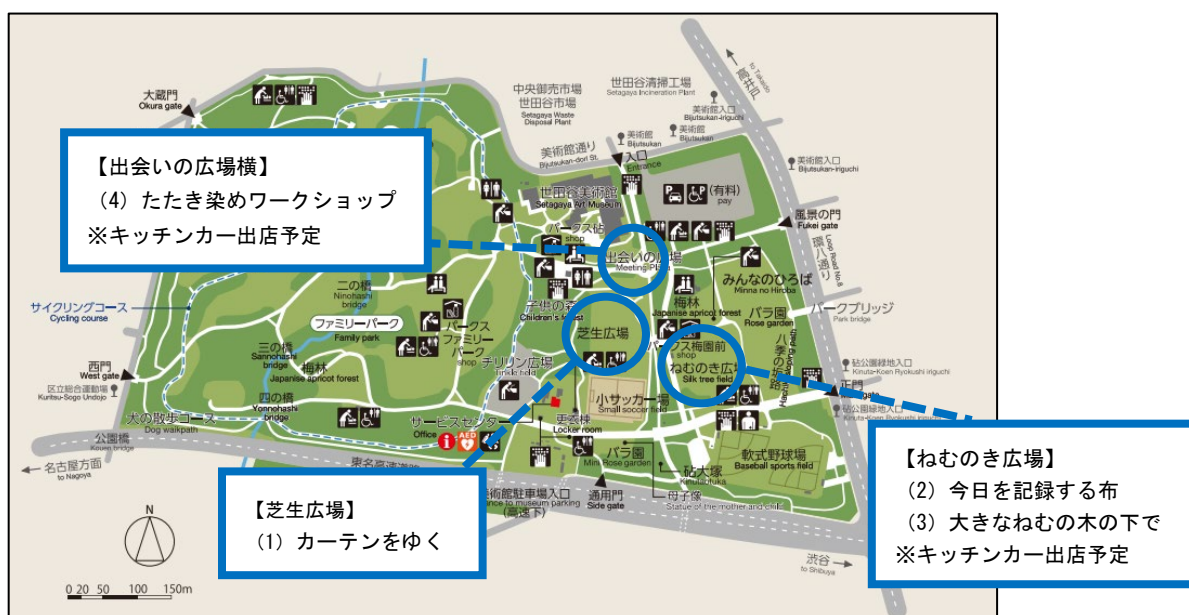 大蔵門
Okura gate
中央御売市場
世田谷市場
Setagaya Waste
Disposal Plant
世田谷清掃工場
Setagaya Incineration Plant
to Takaido
高井戸
美術館入口
Bijutsukan-iriguchi
美術館
Bijutsukan
美術館
Bijutsukan
美術館通り
Bijutsukan-dori St.
入口
Entrance
美術館入口
Bijutsukan-iriguchi
【出会いの広場横】
(4) たたき染めワークショップ
※キッチンカー出店予定
世田谷美術館
Setagaya Art Museum
P
P
(有料)
pay
風景の門
Fukei gate
環八通り
Loop Road No.8
パークス砧
shop
出会いの広場
Meeting Plaza
みんなのひろば
Minna no Hiroba
サイクリングコース
Cycling course
二の橋
Ninohashi
bridge
ファミリーパーク
Family park
パークス
ファミリー
パーク
shop
子供の森
Children's forest
芝生広場
梅林
Japanise apricot forest
バラ園
Rose garden
パークブリッジ
Park bridge
パークス梅園前
shop
ねむのき広場
Silk tree field
八季の坂路
三の橋
Sannohashi
bridge
梅林
Japanise apricot forest
チリリン広場
西門
West gate
区立総合運動場
Kuritsu-Sogo Undojo
四の橋
Yonnohashi
bridge
小サッカー場
Small soccer field
砧公園緑地入口
Kinuta-Koen Ryokushi iriguchi
正門
砧公園緑地入口
犬の散歩コース
Dog walkpath
サービスセンター
Office
AED
更衣棟
Locker room
公園橋
Kouen bridge
名古屋方面
to Nagoya
バラ園
Mini Rose garden
砧大塚
Kinutaotuka
軟式野球場
Baseball sports field
母子像
Statue of the mother and child
通用門
Side gate
美術館駐車場入口
(高速下)
渋谷
to Shibuya
【芝生広場】
(1) カーテンをゆく
【ねむのき広場】
(2) 今日を記録する布
(3) 大きなねむの木の下で
※キッチンカー出店予定
N
0 20 50 100 150m